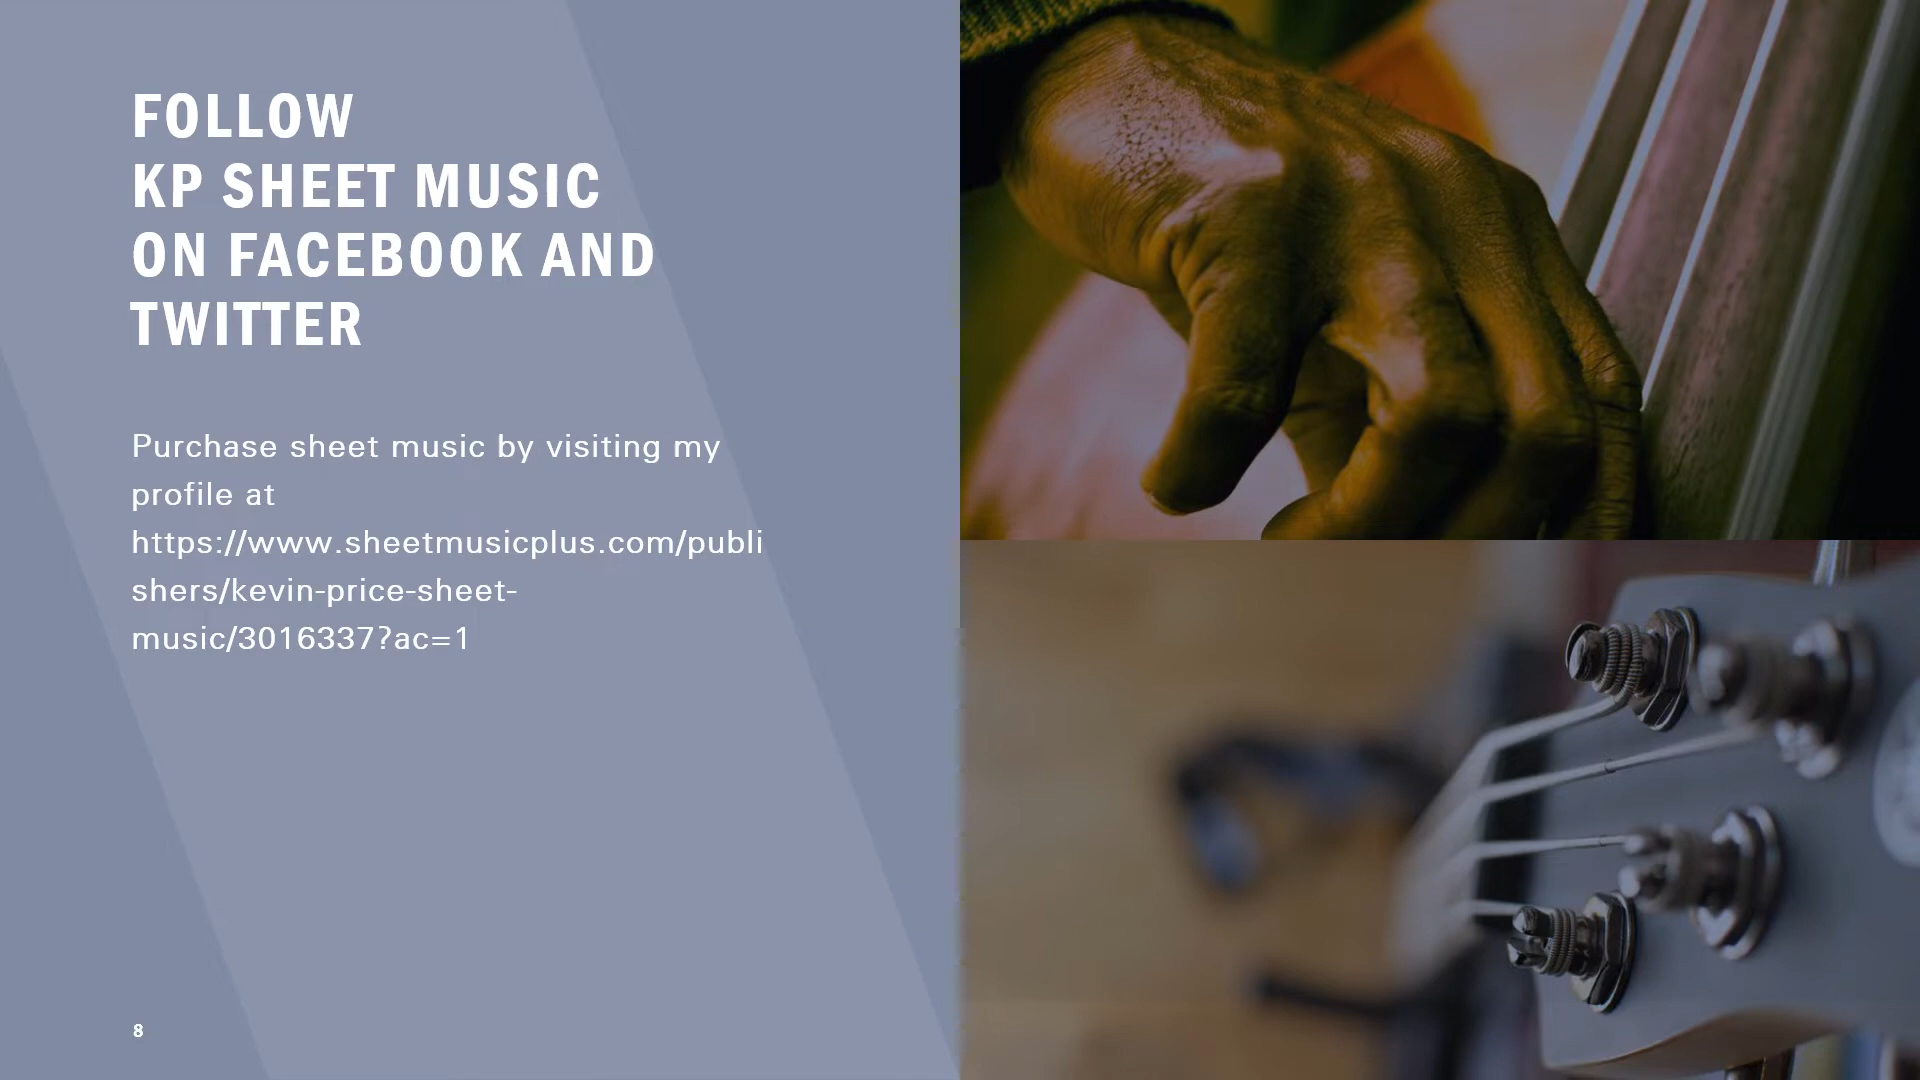 FOLLOW
KP SHEET MUSIC
ON FACEBOOK AND
TWITTER
Purchase sheet music by visiting my
profile at
https://www.sheetmusicplus.com/publi
shers/kevin-price-sheet-
music/3016337?ac=1
8